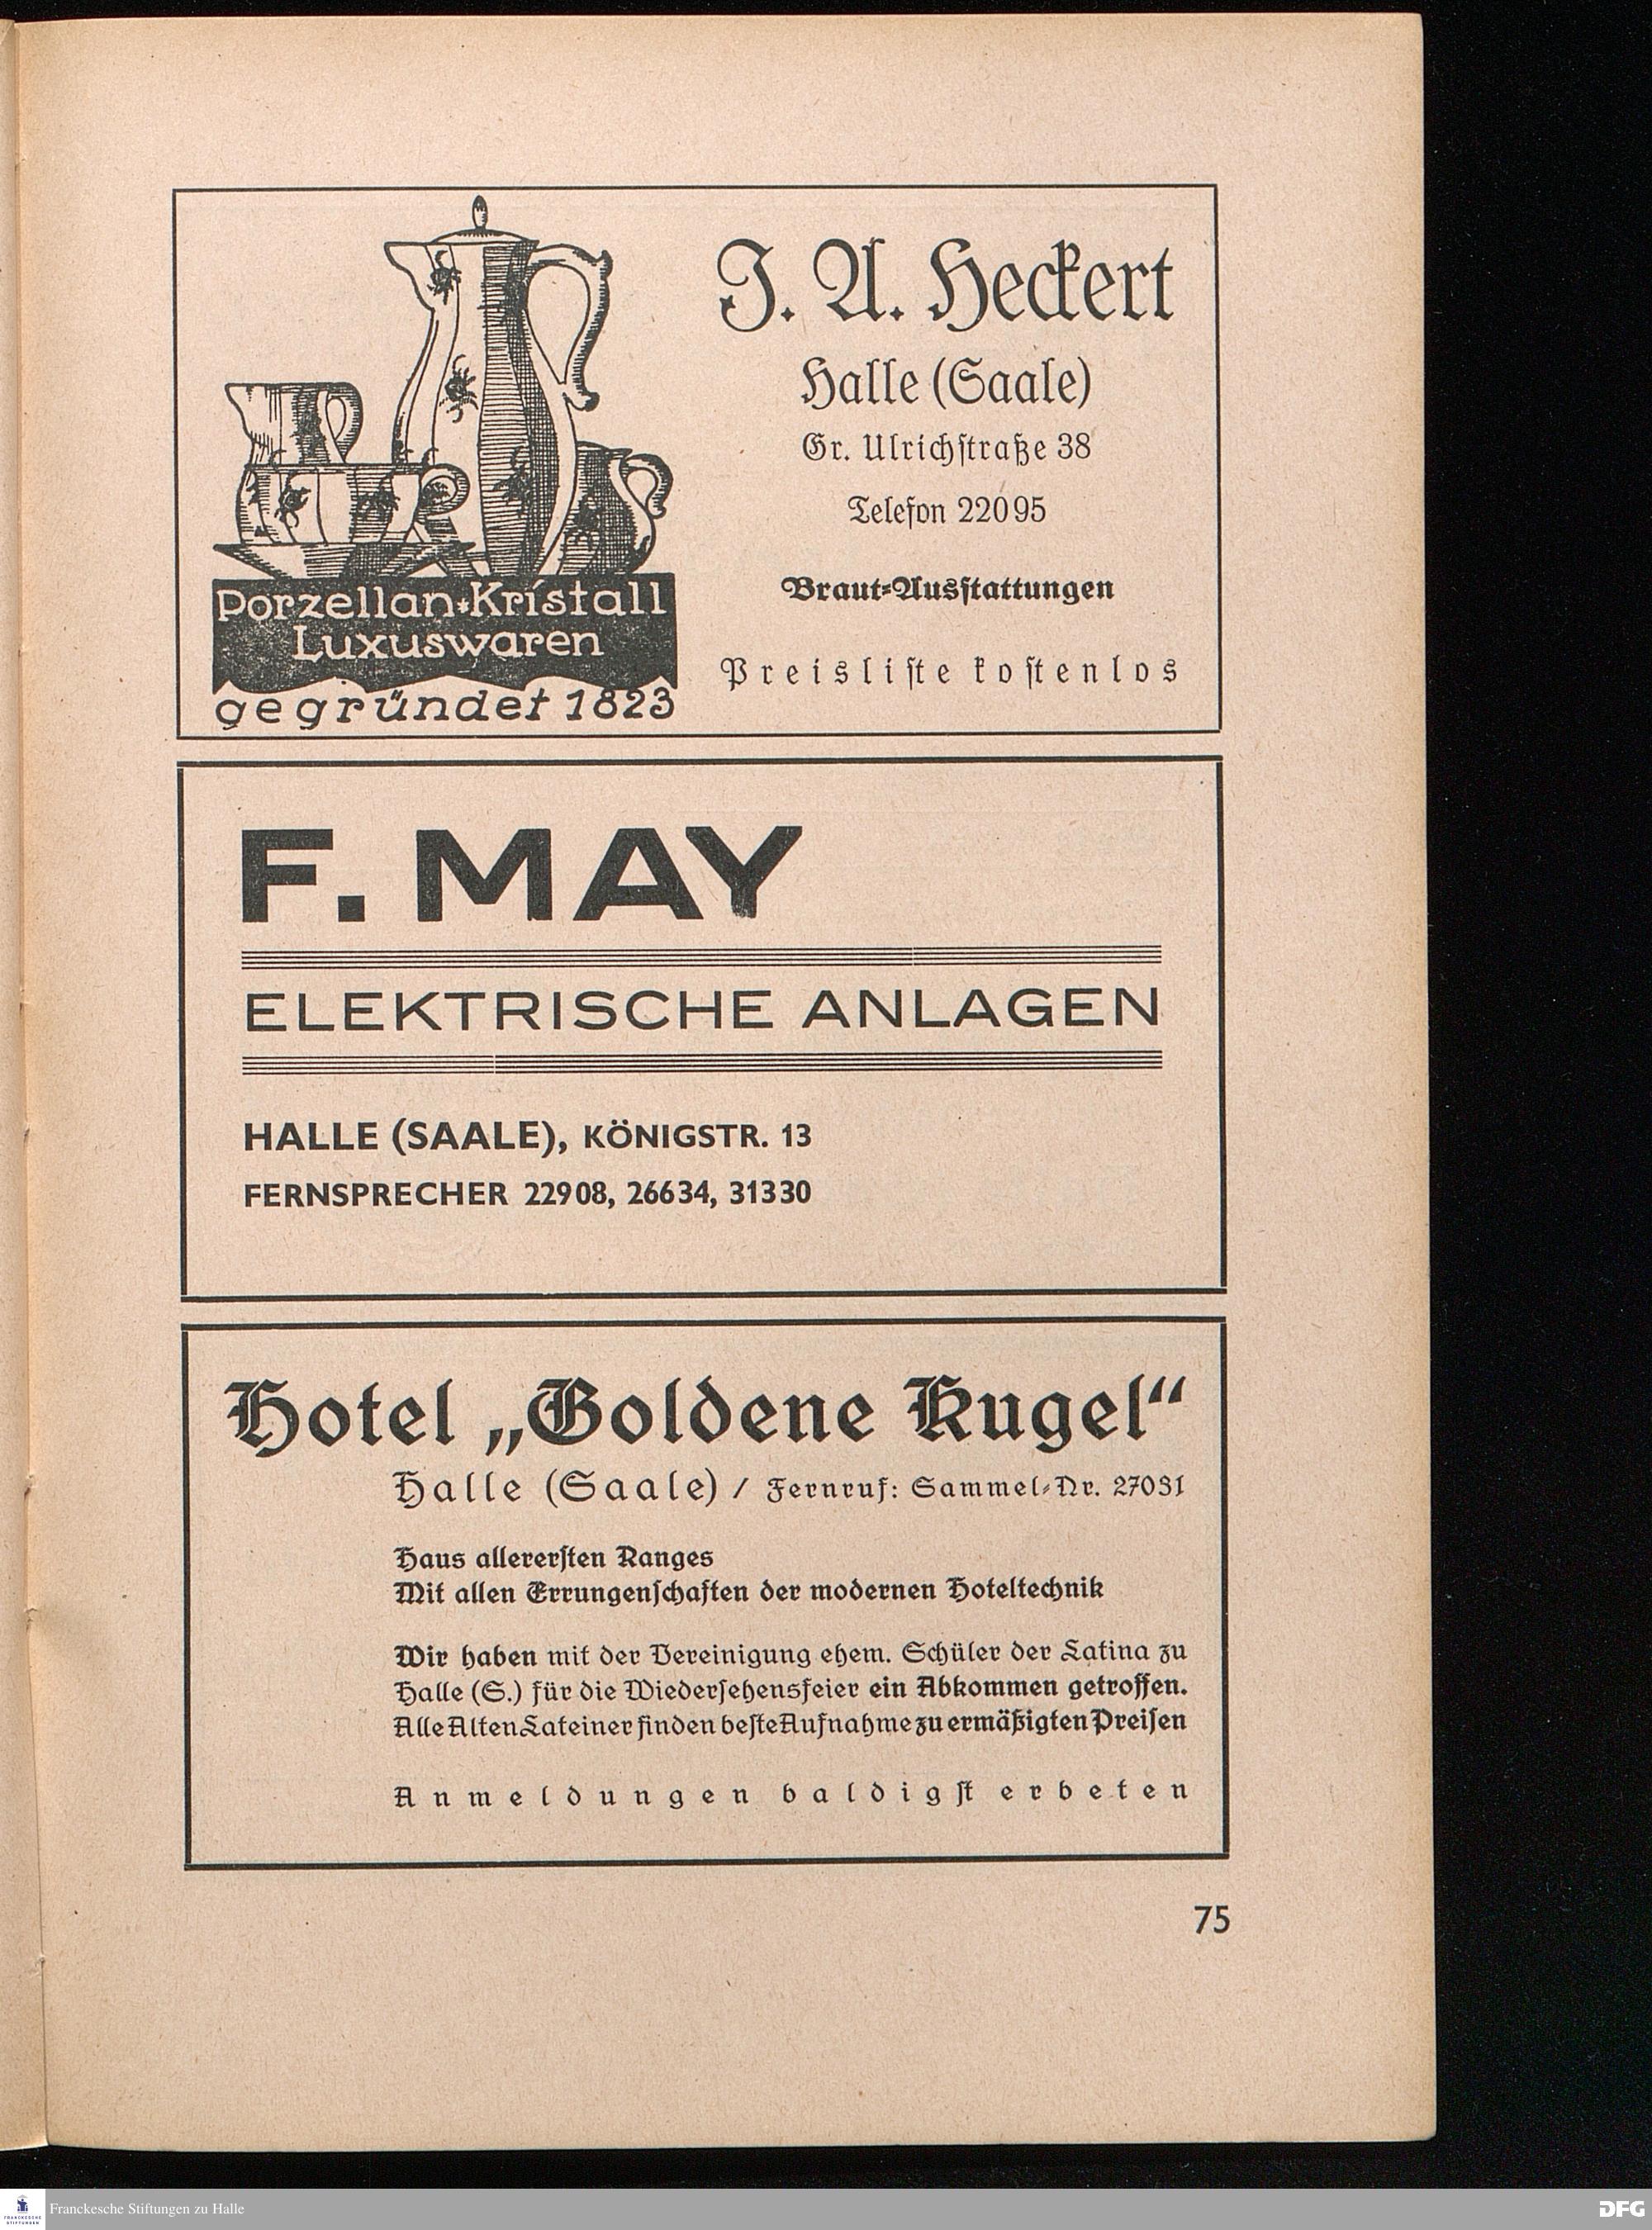 Porzellan*Kristall
Luxuswaren
gegründet 1823
J. A. Heckert
Halle (Saale)
Gr. Ulrichstraße 38
Telefon 22095
Braut-Ausstattungen
Preisliste kostenlos
F. MAY
ELEKTRISCHE ANLAGEN
HALLE (SAALE), KÖNIGSTR. 13
FERNSPRECHER 22908, 26634, 31330
Hotel „Goldene Kugel“
Halle (Saale) / Fernruf: Sammel-Nr. 27031
Haus allerersten Ranges
Mit allen Errungenschaften der modernen Hoteltechnik
Wir haben mit der Vereinigung ehem. Schüler der Latina zu
Halle (S.) für die Wiedersehensfeier ein Abkommen getroffen.
Alle Alten Lateiner finden beste Aufnahme zu ermäßigten Preisen
Anmeldungen baldigst erbeten
75
Franckesche Stiftungen zu Halle
FRANCKESCHE
STIFTUNGEN
DFG